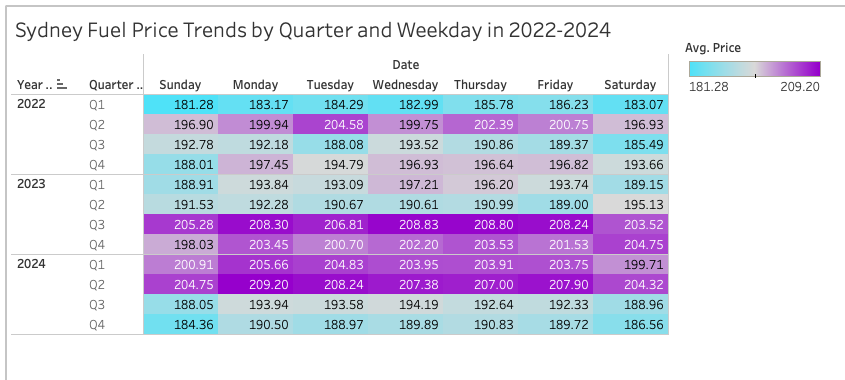 Sydney Fuel Price Trends by Quarter and Weekday in 2022-2024
Avg. Price
181.28 209.20
Date
Year .. Quarter .. Sunday Monday Tuesday Wednesday Thursday Friday Saturday
2022 Q1 181.28 183.17 184.29 182.99 185.78 186.23 183.07
Q2 196.90 199.94 204.58 199.75 202.39 200.75 196.93
Q3 192.78 192.18 188.08 193.52 190.86 189.37 185.49
Q4 188.01 197.45 194.79 196.93 196.64 196.82 193.66
2023 Q1 188.91 193.84 193.09 197.21 196.20 193.74 189.15
Q2 191.53 192.28 190.67 190.61 190.99 189.00 195.13
Q3 205.28 208.30 206.81 208.83 208.80 208.24 203.52
Q4 198.03 203.45 200.70 202.20 203.53 201.53 204.75
2024 Q1 200.91 205.66 204.83 203.95 203.91 203.75 199.71
Q2 204.75 209.20 208.24 207.38 207.00 207.90 204.32
Q3 188.05 193.94 193.58 194.19 192.64 192.33 188.96
Q4 184.36 190.50 188.97 189.89 190.83 189.72 186.56